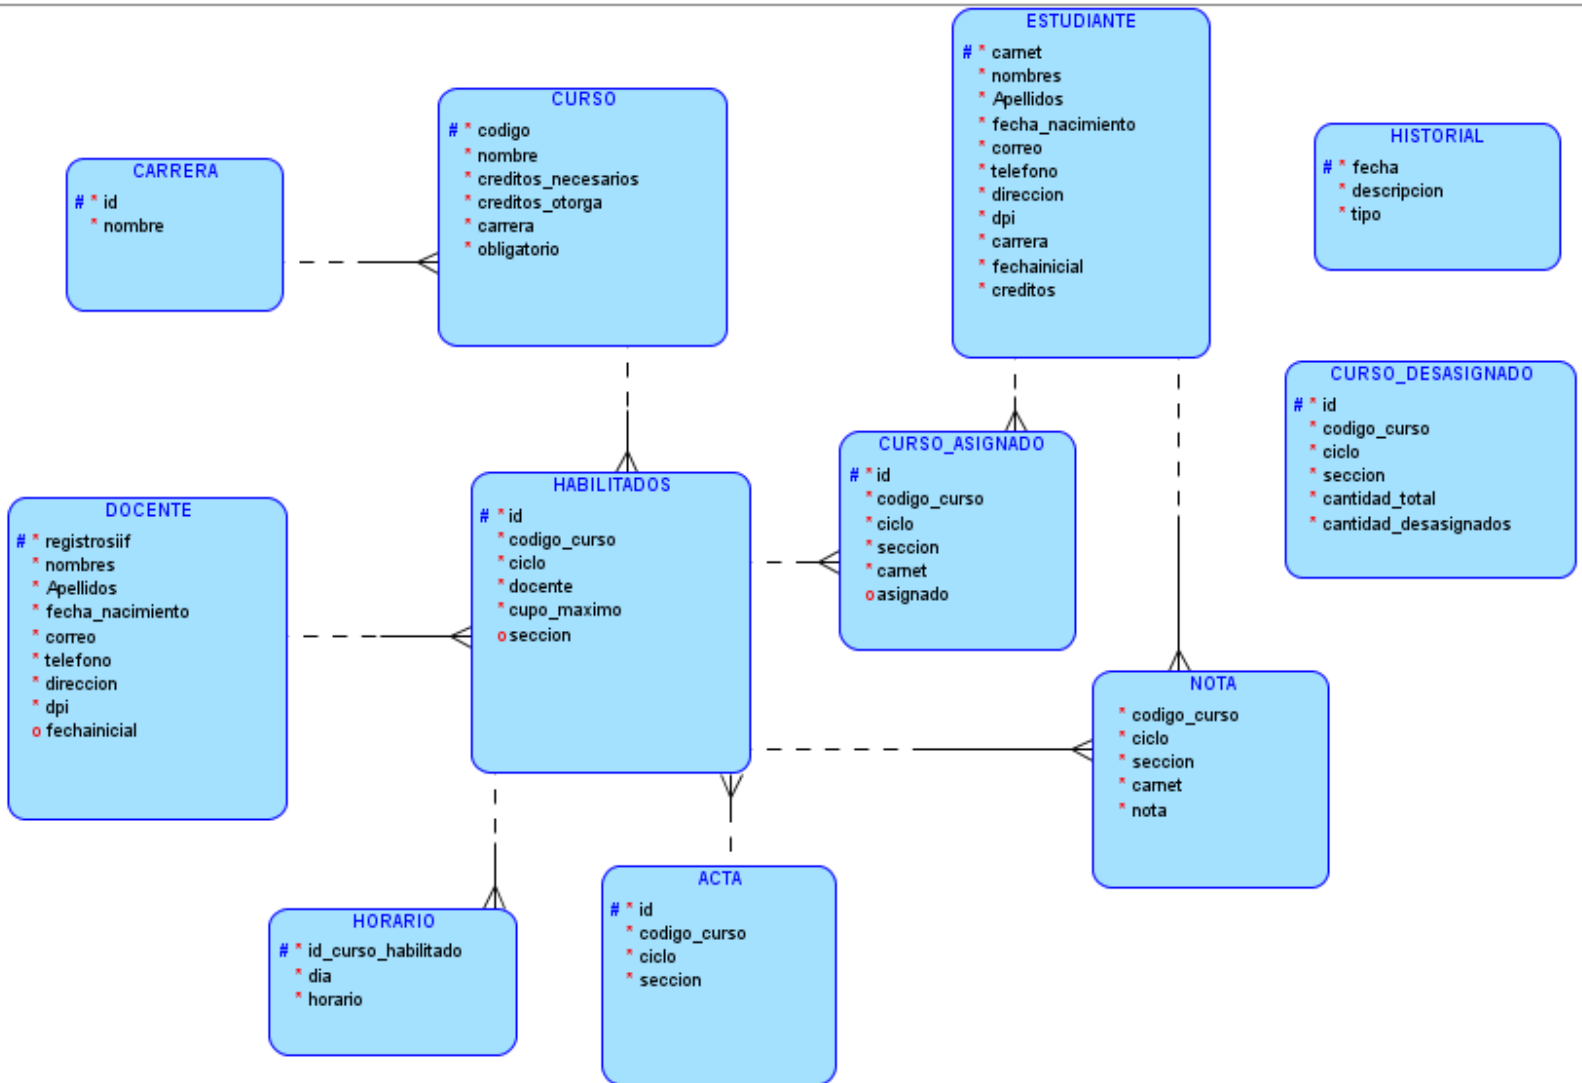 ESTUDIANTE
# * carnet
* nombres
* Apellidos
* fecha_nacimiento
* correo
* telefono
* direccion
* dpi
* carrera
* fechainicial
* creditos
CURSO
# * codigo
* nombre
* creditos_necesarios
* creditos_otorga
* carrera
* obligatorio
HISTORIAL
# * fecha
* descripcion
* tipo
CARRERA
# * id
* nombre
CURSO_DESASIGNADO
# * id
* codigo_curso
* ciclo
* seccion
* cantidad_total
* cantidad_desasignados
CURSO_ASIGNADO
# * id
* codigo_curso
* ciclo
* seccion
* carnet
o asignado
HABILITADOS
# * id
* codigo_curso
* ciclo
* docente
* cupo_maximo
o seccion
DOCENTE
# * registrosiif
* nombres
* Apellidos
* fecha_nacimiento
* correo
* telefono
* direccion
* dpi
o fechainicial
NOTA
* codigo_curso
* ciclo
* seccion
* carnet
* nota
ACTA
# * id
* codigo_curso
* ciclo
* seccion
HORARIO
# * id_curso_habilitado
* dia
* horario